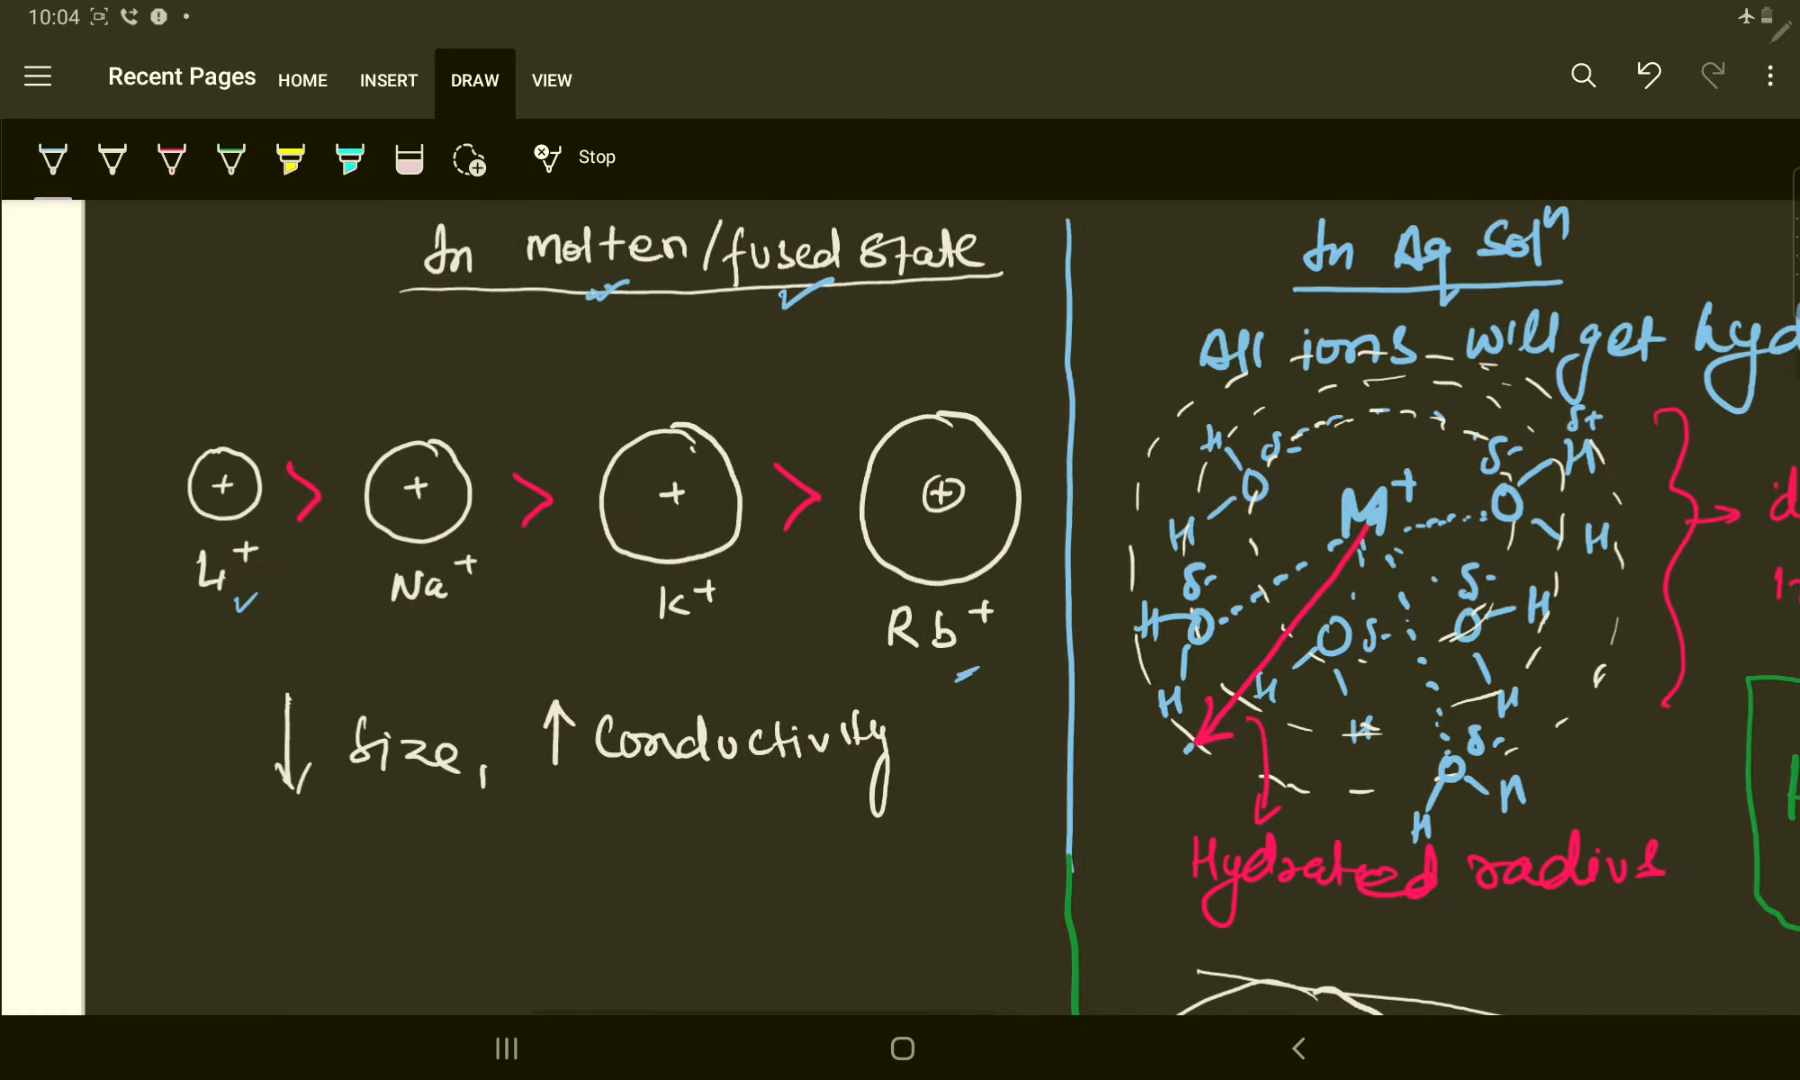 10:04
Recent Pages HOME INSERT DRAW VIEW
Stop
In molten/fused state
+ > + > + > +
Li+ Na+ K+ Rb+
↓ Size, ↑ Conductivity
In Aq Solⁿ
All ions will get hyd
H δ- δ- δ+ H
O M+ O
H H
δ- δ-
H O O δ- O H
H H H
H δ-
O H
H
Hydrated radius